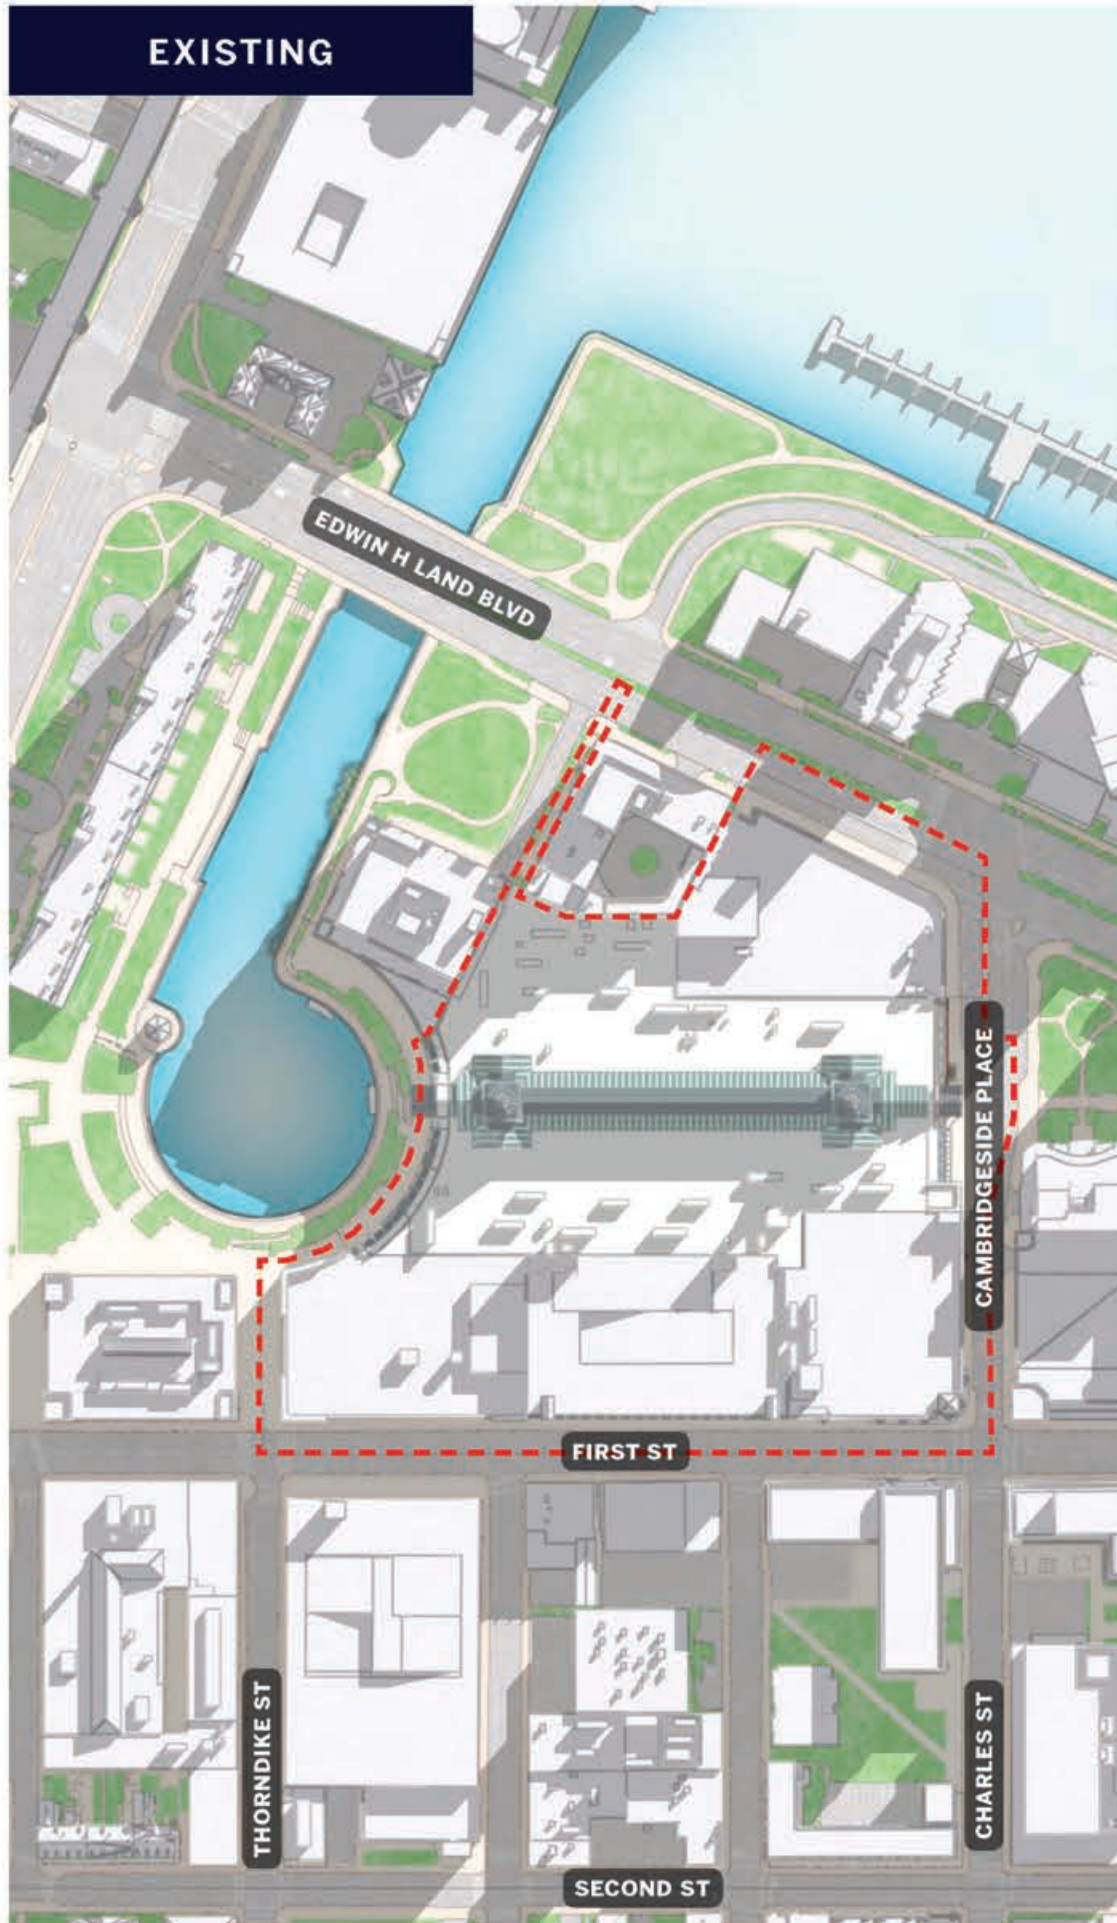 EXISTING
EDWIN H LAND BLVD
CAMBRIDGESIDE PLACE
FIRST ST
THORNDIKE ST
CHARLES ST
SECOND ST